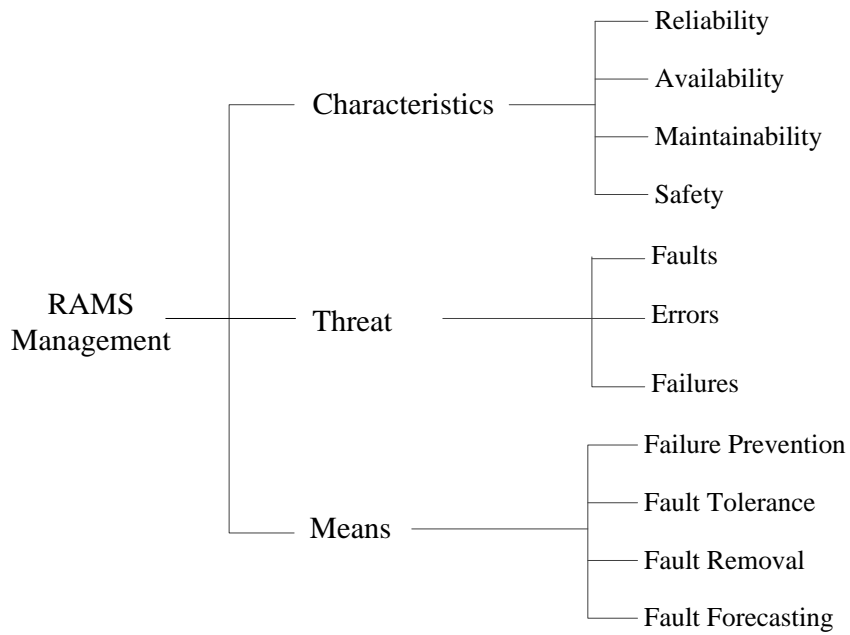 RAMS
Management
Characteristics
Reliability
Availability
Maintainability
Safety
Threat
Faults
Errors
Failures
Means
Failure Prevention
Fault Tolerance
Fault Removal
Fault Forecasting